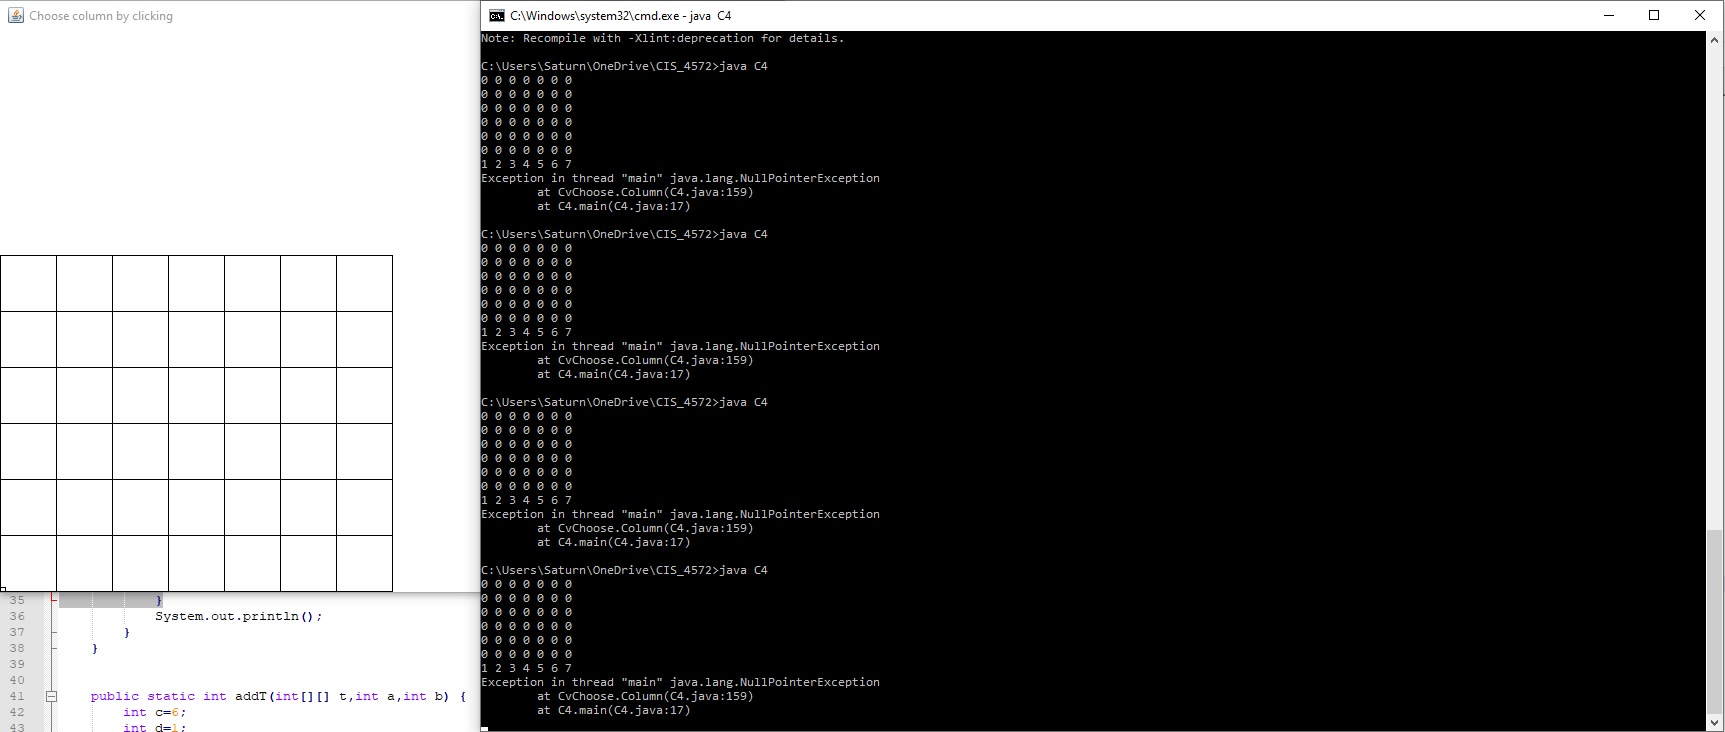 Choose column by clicking
35 }
36 System.out.println();
37 }
38 }
39
40
41 public static int addT(int[][] t,int a,int b) {
42 int c=6;
43 int d=1;
C:\Windows\system32\cmd.exe - java  C4
Note: Recompile with -Xlint:deprecation for details.
C:\Users\Saturn\OneDrive\CIS_4572>java C4
0 0 0 0 0 0 0
0 0 0 0 0 0 0
0 0 0 0 0 0 0
0 0 0 0 0 0 0
0 0 0 0 0 0 0
0 0 0 0 0 0 0
1 2 3 4 5 6 7
Exception in thread "main" java.lang.NullPointerException
at CvChoose.Column(C4.java:159)
at C4.main(C4.java:17)
C:\Users\Saturn\OneDrive\CIS_4572>java C4
0 0 0 0 0 0 0
0 0 0 0 0 0 0
0 0 0 0 0 0 0
0 0 0 0 0 0 0
0 0 0 0 0 0 0
0 0 0 0 0 0 0
1 2 3 4 5 6 7
Exception in thread "main" java.lang.NullPointerException
at CvChoose.Column(C4.java:159)
at C4.main(C4.java:17)
C:\Users\Saturn\OneDrive\CIS_4572>java C4
0 0 0 0 0 0 0
0 0 0 0 0 0 0
0 0 0 0 0 0 0
0 0 0 0 0 0 0
0 0 0 0 0 0 0
0 0 0 0 0 0 0
1 2 3 4 5 6 7
Exception in thread "main" java.lang.NullPointerException
at CvChoose.Column(C4.java:159)
at C4.main(C4.java:17)
C:\Users\Saturn\OneDrive\CIS_4572>java C4
0 0 0 0 0 0 0
0 0 0 0 0 0 0
0 0 0 0 0 0 0
0 0 0 0 0 0 0
0 0 0 0 0 0 0
0 0 0 0 0 0 0
1 2 3 4 5 6 7
Exception in thread "main" java.lang.NullPointerException
at CvChoose.Column(C4.java:159)
at C4.main(C4.java:17)